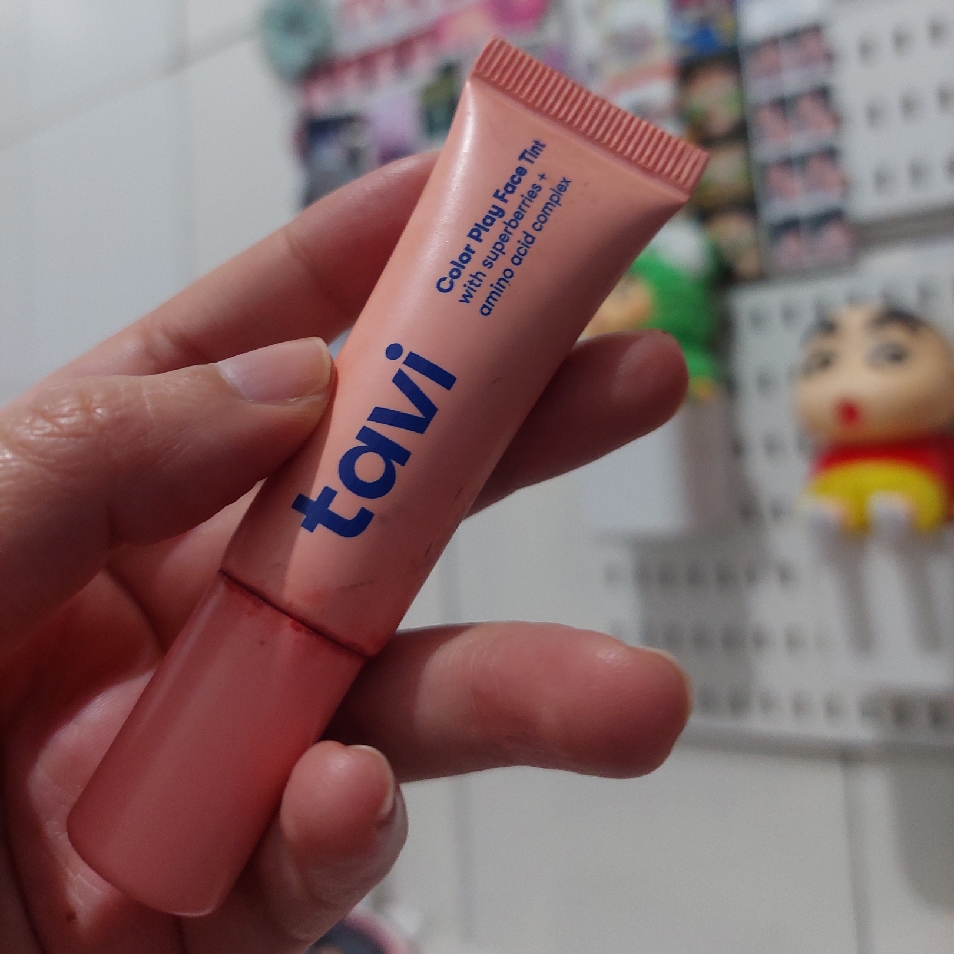 Color Play Face Tint
with superberries +
amino acid complex
tavi